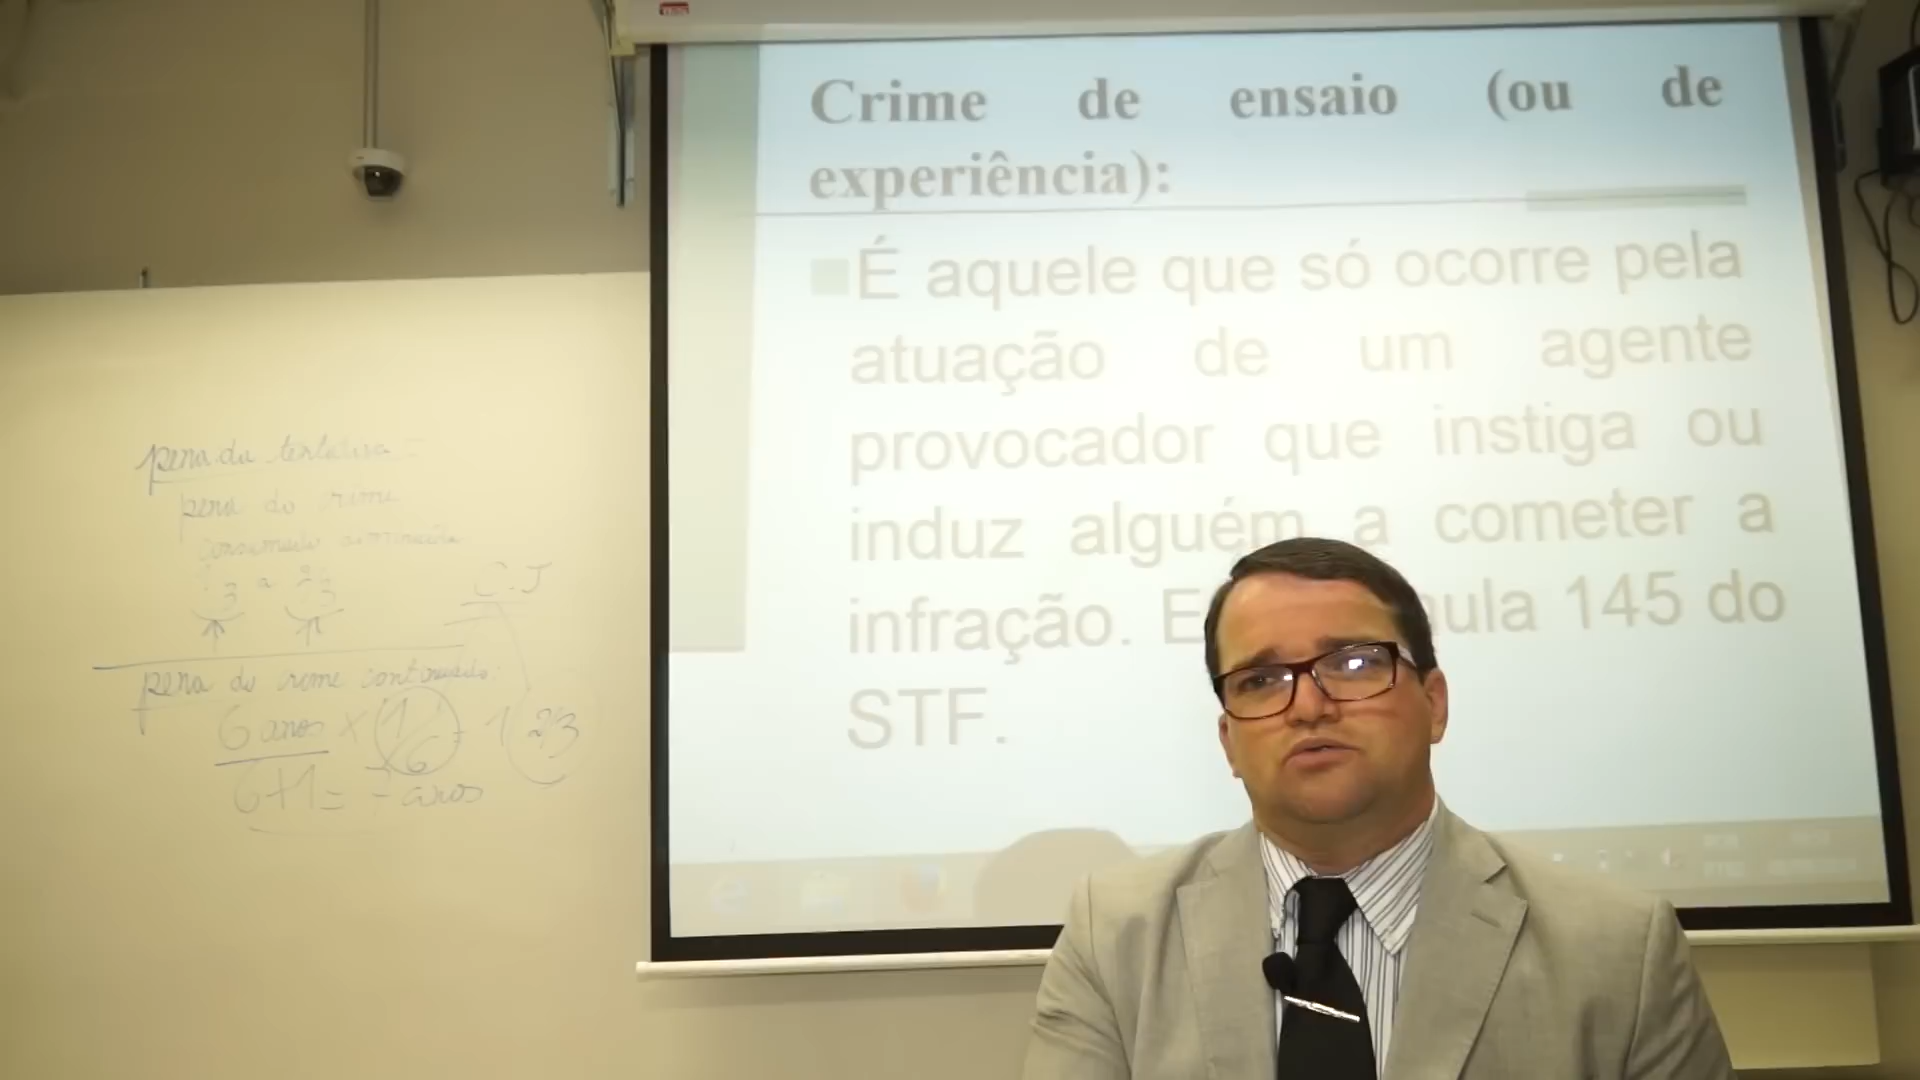 Crime de ensaio (ou de
experiência):
É aquele que só ocorre pela
atuação de um agente
provocador que instiga ou
induz alguém a cometer a
infração. 145 do
STF.
pena da tentativa =
pena do crime
consumado diminuída
3 a 2/3
C.J
pena do crime continuado:
6 anos x 1/6 = 1 2/3
6+1= 7 anos